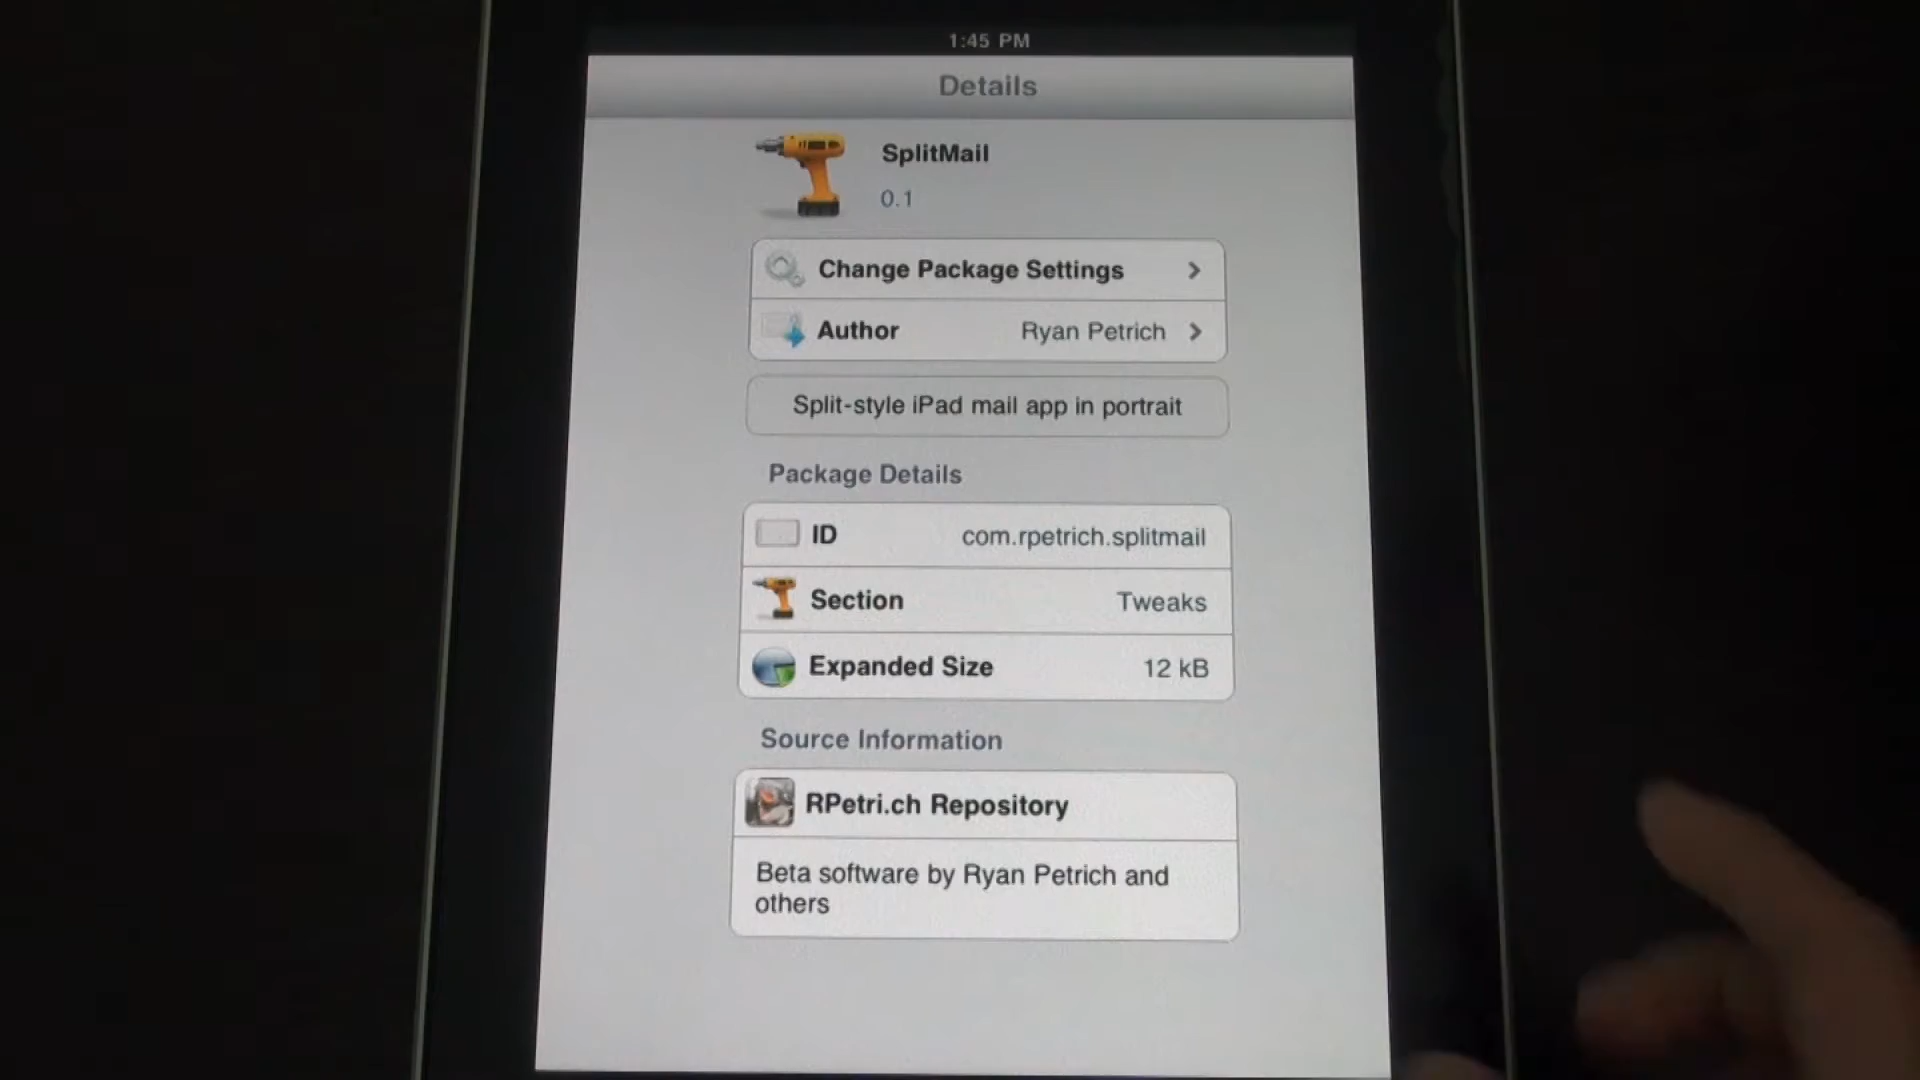 1:45 PM
Details
SplitMail
0.1
Change Package Settings
Author Ryan Petrich
Split-style iPad mail app in portrait
Package Details
ID com.rpetrich.splitmail
Section Tweaks
Expanded Size 12 kB
Source Information
RPetri.ch Repository
Beta software by Ryan Petrich and
others